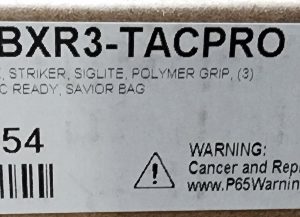 BXR3-TACPRO
, STRIKER, SIGLITE, POLYMER GRIP, (3)
C READY, SAVIOR BAG
54
WARNING:
Cancer and Rep
www.P65Warnin